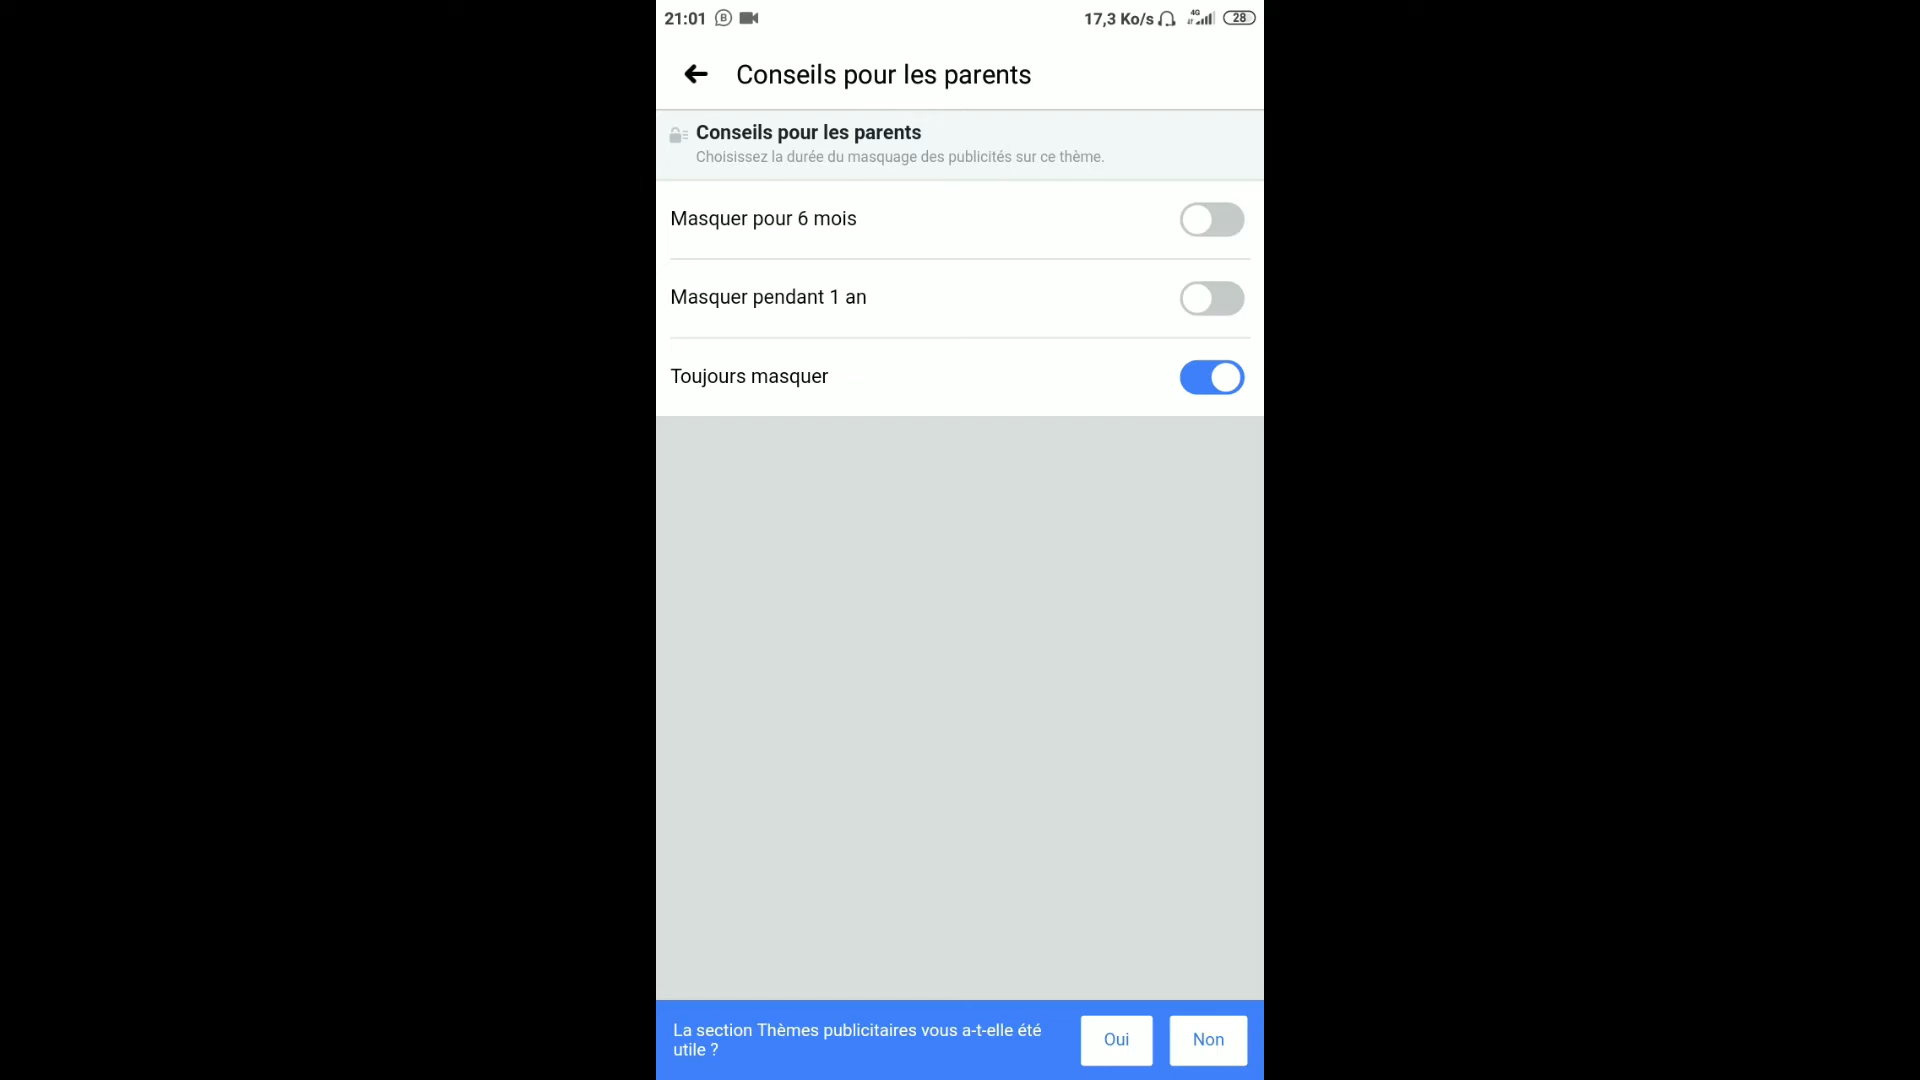 21:01 17,3 Ko/s 4G 28
Conseils pour les parents
Conseils pour les parents
Choisissez la durée du masquage des publicités sur ce thème.
Masquer pour 6 mois
Masquer pendant 1 an
Toujours masquer
La section Thèmes publicitaires vous a-t-elle été
utile ?
Oui
Non